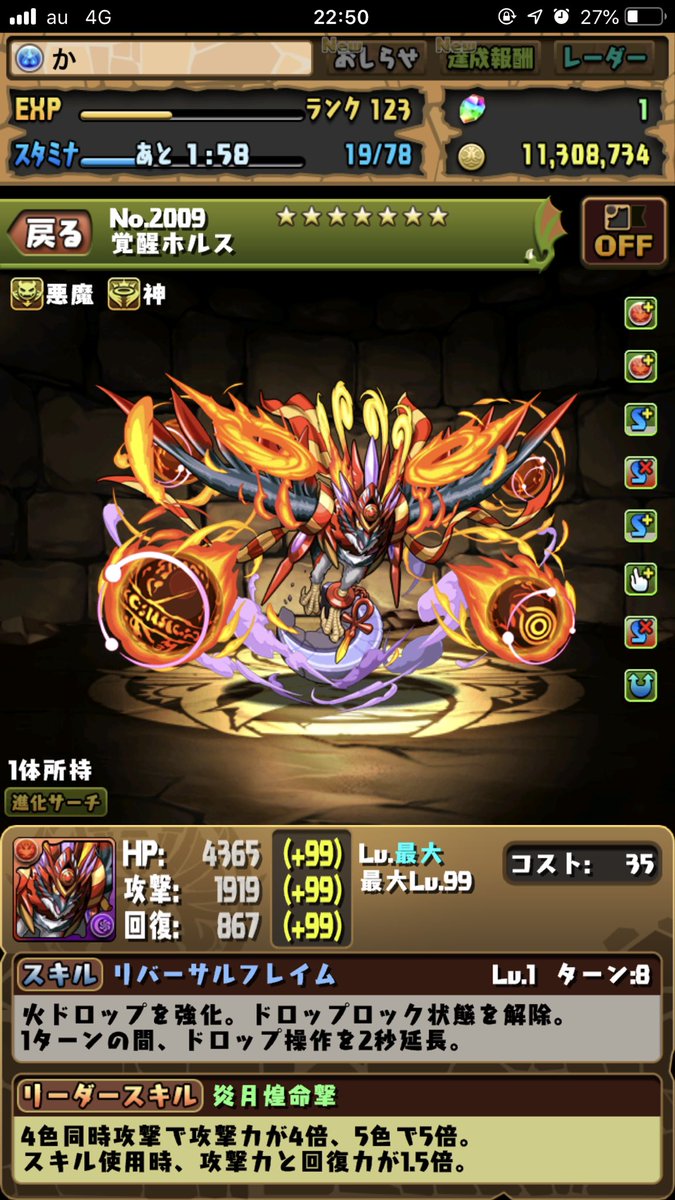 au 4G 22:50 27%
か
New おしらせ New 達成報酬 レーダー
EXP ランク 123 1
スタミナ あと 1:58 19/78 11,308,734
戻る No.2009 OFF
覚醒ホルス
悪魔 神
1体所持
進化サーチ
HP: 4365 (+99) Lv.最大 コスト: 35
攻撃: 1919 (+99) 最大Lv.99
回復: 867 (+99)
スキル リバーサルフレイム Lv.1 ターン:8
火ドロップを強化。ドロップロック状態を解除。
1ターンの間、ドロップ操作を2秒延長。
リーダースキル 炎月煌命撃
4色同時攻撃で攻撃力が4倍、5色で5倍。
スキル使用時、攻撃力と回復力が1.5倍。